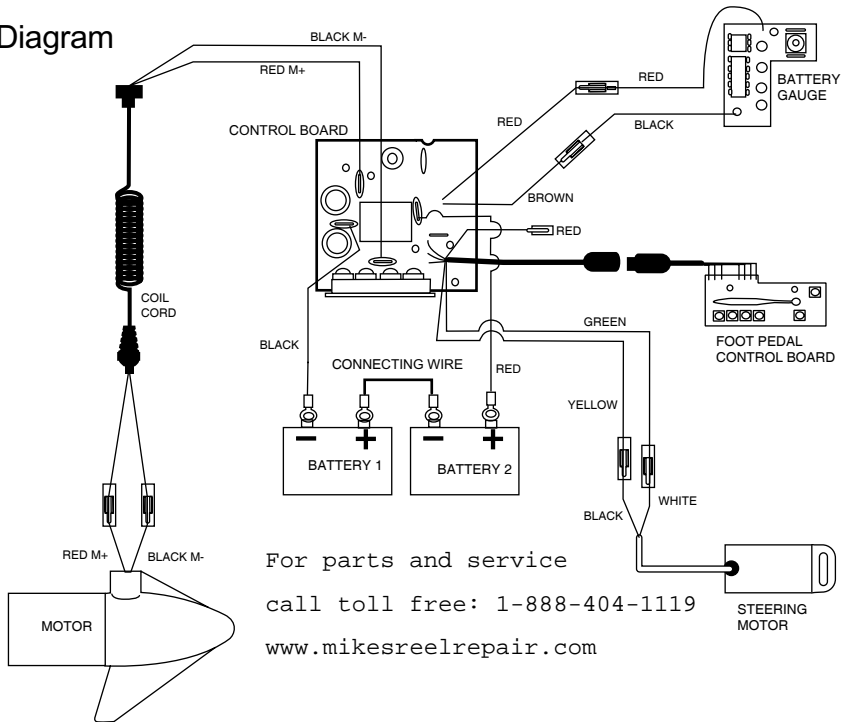 Diagram
BLACK M-
RED M+
CONTROL BOARD
RED
BATTERY
GAUGE
RED
BLACK
BROWN
RED
COIL
CORD
GREEN
FOOT PEDAL
CONTROL BOARD
BLACK
CONNECTING WIRE
RED
YELLOW
- + - +
BATTERY 1
BATTERY 2
BLACK
WHITE
RED M+
BLACK M-
For parts and service
call toll free: 1-888-404-1119
www.mikesreelrepair.com
MOTOR
STEERING
MOTOR